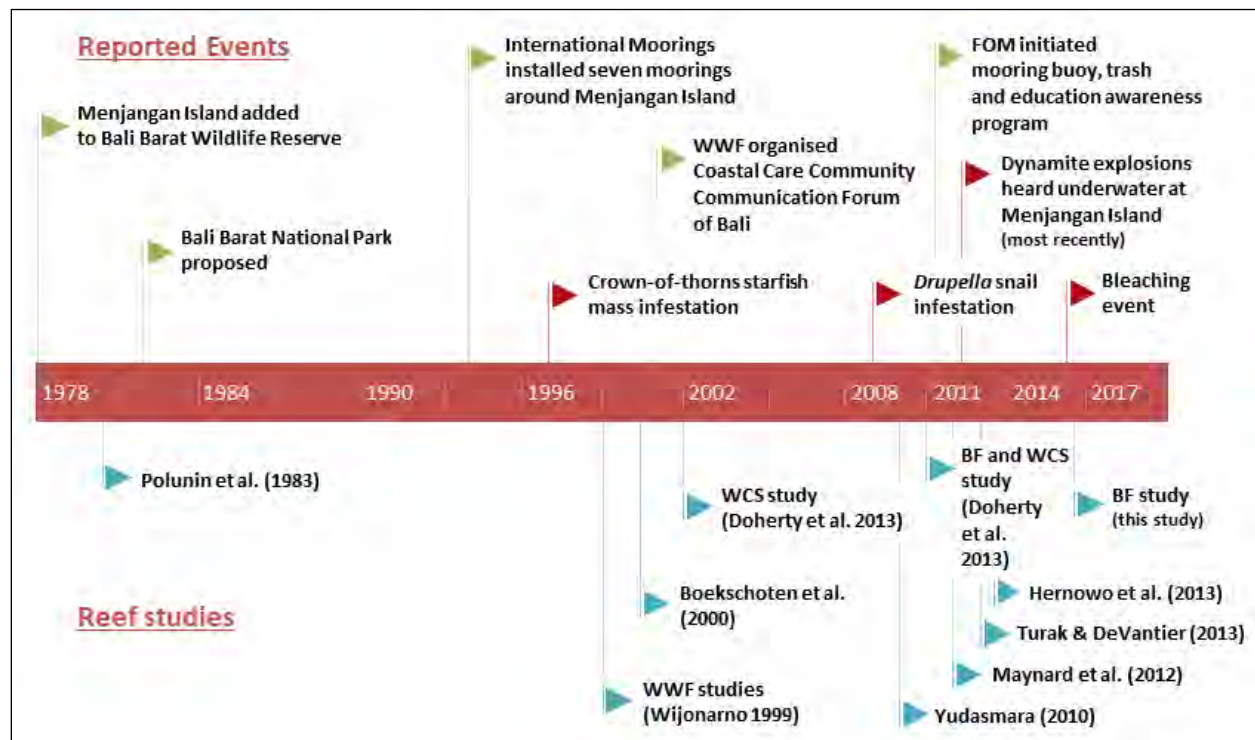 Reported Events
Menjangan Island added
to Bali Barat Wildlife Reserve
Bali Barat National Park
proposed
International Moorings
installed seven moorings
around Menjangan Island
WWF organised
Coastal Care Community
Communication Forum
of Bali
Crown-of-thorns starfish
mass infestation
FOM initiated
mooring buoy, trash
and education awareness
program
Dynamite explosions
heard underwater at
Menjangan Island
(most recently)
Drupella snail
infestation
Bleaching
event
1978 1984 1990 1996 2002 2008 2011 2014 2017
Polunin et al. (1983)
WCS study
(Doherty et al. 2013)
Boekschoten et al.
(2000)
WWF studies
(Wijonarno 1999)
BF and WCS
study
(Doherty
et al.
2013)
BF study
(this study)
Hernowo et al. (2013)
Turak & DeVantier (2013)
Maynard et al. (2012)
Yudasmara (2010)
Reef studies